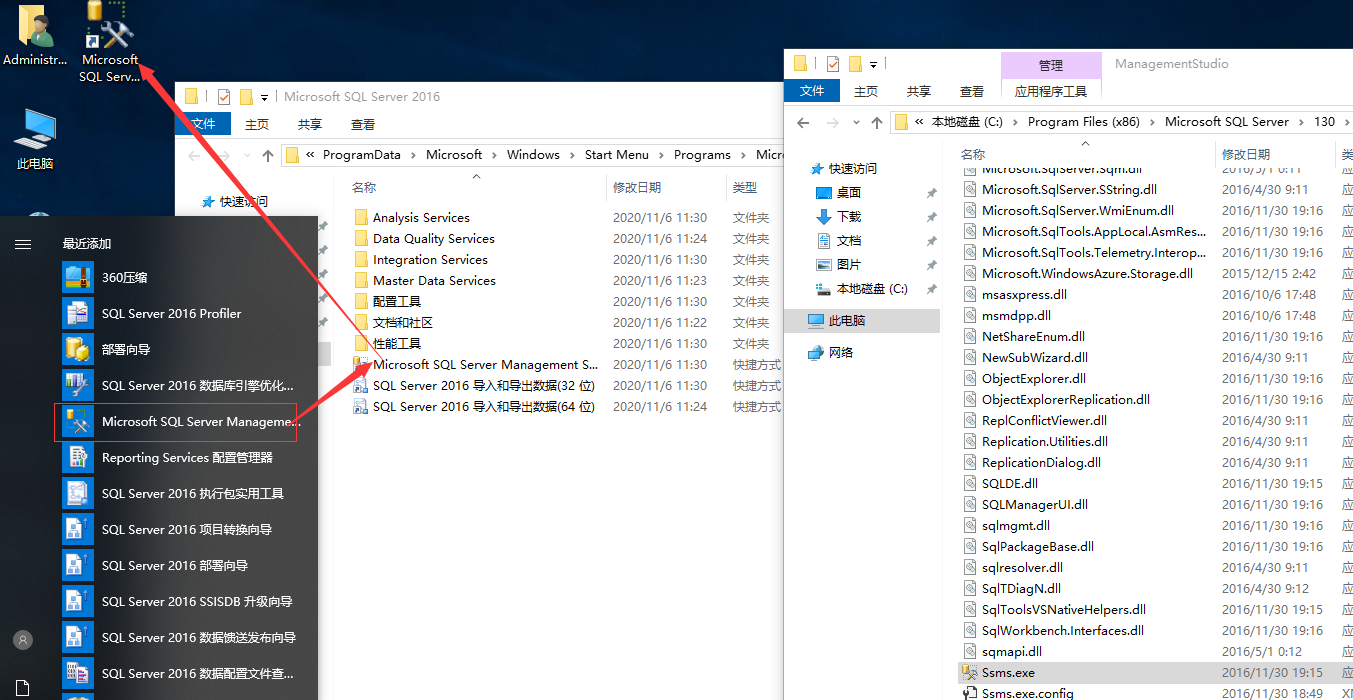 Administr...
Microsoft
SQL Serv...
此电脑
最近添加
360压缩
SQL Server 2016 Profiler
部署向导
SQL Server 2016 数据库引擎优化...
Microsoft SQL Server Manageme...
Reporting Services 配置管理器
SQL Server 2016 执行包实用工具
SQL Server 2016 项目转换向导
SQL Server 2016 部署向导
SQL Server 2016 SSISDB 升级向导
SQL Server 2016 数据馈送发布向导
SQL Server 2016 数据配置文件查...
Microsoft SQL Server 2016
文件 主页 共享 查看
« ProgramData › Microsoft › Windows › Start Menu › Programs › Micr
快速访问
名称 修改日期 类型
Analysis Services 2020/11/6 11:30 文件夹
Data Quality Services 2020/11/6 11:24 文件夹
Integration Services 2020/11/6 11:30 文件夹
Master Data Services 2020/11/6 11:23 文件夹
配置工具 2020/11/6 11:30 文件夹
文档和社区 2020/11/6 11:22 文件夹
性能工具 2020/11/6 11:30 文件夹
Microsoft SQL Server Management S... 2020/11/6 11:30 快捷方式
SQL Server 2016 导入和导出数据(32 位) 2020/11/6 11:30 快捷方式
SQL Server 2016 导入和导出数据(64 位) 2020/11/6 11:24 快捷方式
管理 ManagementStudio
文件 主页 共享 查看 应用程序工具
« 本地磁盘 (C:) › Program Files (x86) › Microsoft SQL Server › 130 ›
快速访问
桌面
下载
文档
图片
本地磁盘 (C:)
此电脑
网络
名称 修改日期 类
Microsoft.SqlServer.Sqm.dll 2016/5/1 0:11 应
Microsoft.SqlServer.SString.dll 2016/4/30 9:11 应
Microsoft.SqlServer.WmiEnum.dll 2016/11/30 19:16 应
Microsoft.SqlTools.AppLocal.AsmRes... 2016/11/30 19:16 应
Microsoft.SqlTools.Telemetry.Interop... 2016/11/30 19:16 应
Microsoft.WindowsAzure.Storage.dll 2015/12/15 2:42 应
msasxpress.dll 2016/10/6 17:48 应
msmdpp.dll 2016/10/6 17:48 应
NetShareEnum.dll 2016/11/30 19:16 应
NewSubWizard.dll 2016/4/30 9:11 应
ObjectExplorer.dll 2016/11/30 19:16 应
ObjectExplorerReplication.dll 2016/11/30 19:16 应
ReplConflictViewer.dll 2016/4/30 9:11 应
Replication.Utilities.dll 2016/4/30 9:11 应
ReplicationDialog.dll 2016/4/30 9:11 应
SQLDE.dll 2016/11/30 19:15 应
SQLManagerUI.dll 2016/11/30 19:16 应
sqlmgmt.dll 2016/11/30 19:16 应
SqlPackageBase.dll 2016/11/30 19:16 应
sqlresolver.dll 2016/4/30 9:11 应
SqlTDiagN.dll 2016/4/30 9:12 应
SqlToolsVSNativeHelpers.dll 2016/11/30 19:15 应
SqlWorkbench.Interfaces.dll 2016/11/30 19:16 应
sqmapi.dll 2016/5/1 0:12 应
Ssms.exe 2016/11/30 19:15 应
Ssms.exe.config 2016/11/30 18:49 XM